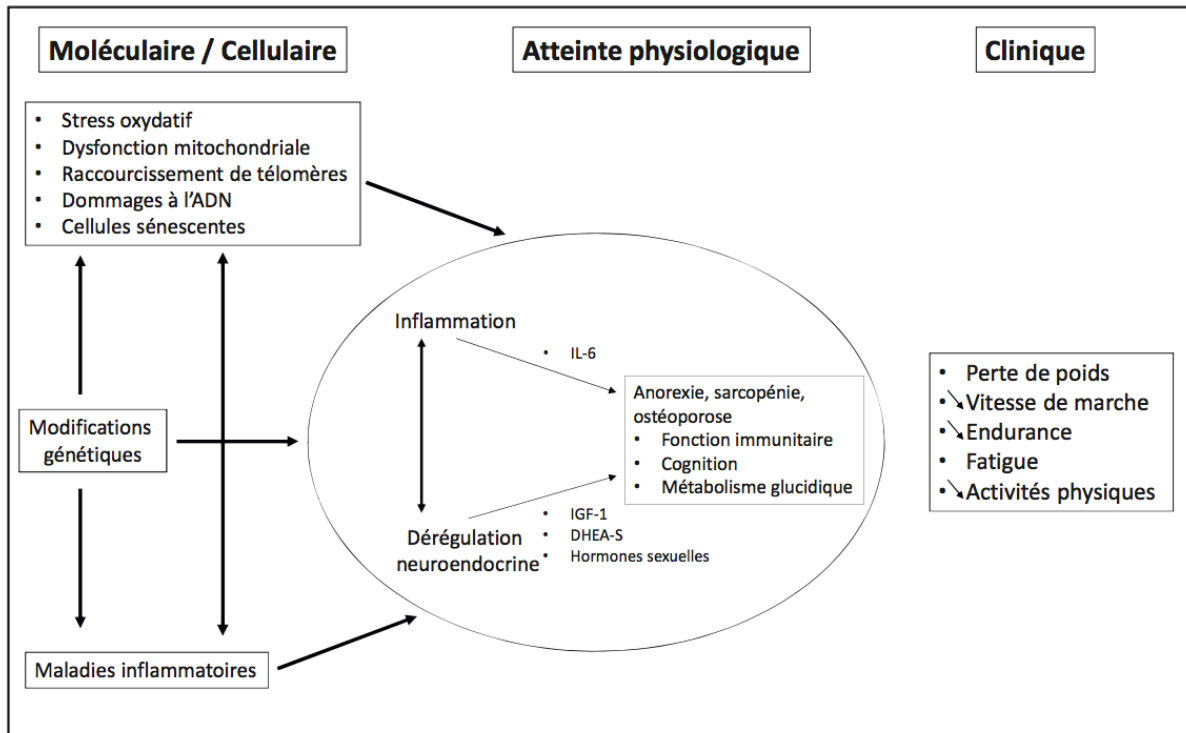 Moléculaire / Cellulaire
Atteinte physiologique
Clinique
• Stress oxydatif
• Dysfonction mitochondriale
• Raccourcissement de télomères
• Dommages à l'ADN
• Cellules sénescentes
Modifications
génétiques
Maladies inflammatoires
Inflammation
• IL-6
Anorexie, sarcopénie,
ostéoporose
• Fonction immunitaire
• Cognition
• Métabolisme glucidique
Dérégulation
neuroendocrine
• IGF-1
• DHEA-S
• Hormones sexuelles
• Perte de poids
• ↘ Vitesse de marche
• ↘ Endurance
• Fatigue
• ↘ Activités physiques